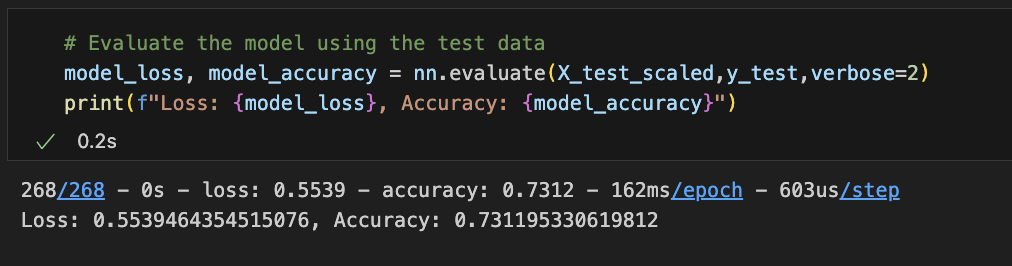 # Evaluate the model using the test data
model_loss, model_accuracy = nn.evaluate(X_test_scaled,y_test,verbose=2)
print(f"Loss: {model_loss}, Accuracy: {model_accuracy}")
0.2s
268/268 - 0s - loss: 0.5539 - accuracy: 0.7312 - 162ms/epoch - 603us/step
Loss: 0.5539464354515076, Accuracy: 0.731195330619812